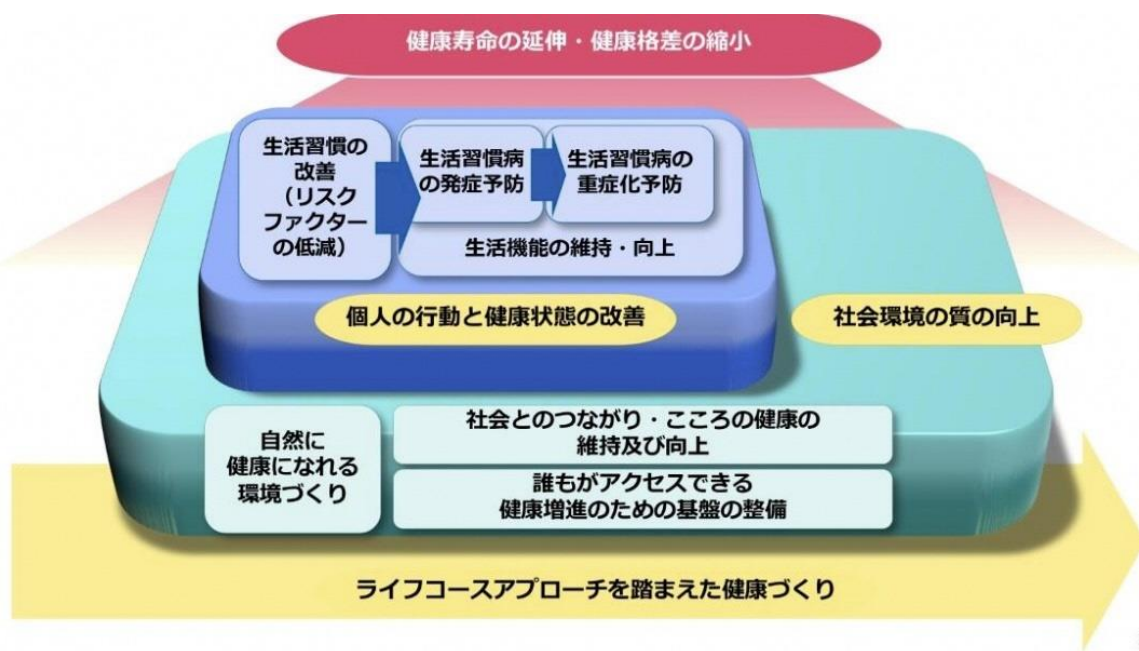 健康寿命の延伸・健康格差の縮小
生活習慣の
改善
（リスク
ファクター
の低減）
生活習慣病
の発症予防
生活習慣病の
重症化予防
生活機能の維持・向上
個人の行動と健康状態の改善
社会環境の質の向上
自然に
健康になれる
環境づくり
社会とのつながり・こころの健康の
維持及び向上
誰もがアクセスできる
健康増進のための基盤の整備
ライフコースアプローチを踏まえた健康づくり